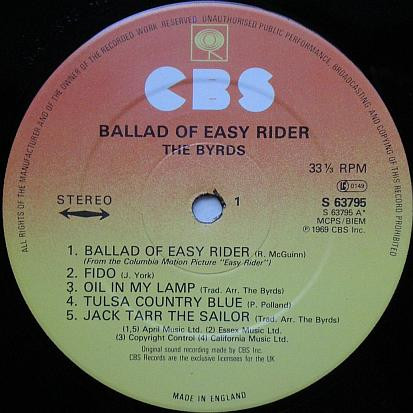 ALL RIGHTS OF THE MANUFACTURER AND OF THE OWNER OF THE RECORDED WORK RESERVED. UNAUTHORISED PUBLIC PERFORMANCE, BROADCASTING AND COPYING OF THIS RECORD PROHIBITED
CBS
BALLAD OF EASY RIDER
THE BYRDS
33⅓ RPM
LC 0149
STEREO
1
S 63795
S 63795 A*
MCPS/BIEM
℗ 1969 CBS Inc.
1. BALLAD OF EASY RIDER (R. McGuinn)
(From the Columbia Motion Picture "Easy Rider")
2. FIDO (J. York)
3. OIL IN MY LAMP (Trad. Arr. The Byrds)
4. TULSA COUNTRY BLUE (P. Polland)
5. JACK TARR THE SAILOR (Trad. Arr. The Byrds)
(1,5) April Music Ltd. (2) Essex Music Ltd.
(3) Copyright Control (4) California Music Ltd.
Original sound recording made by CBS Inc.
CBS Records are the exclusive licensees for the UK
MADE IN ENGLAND